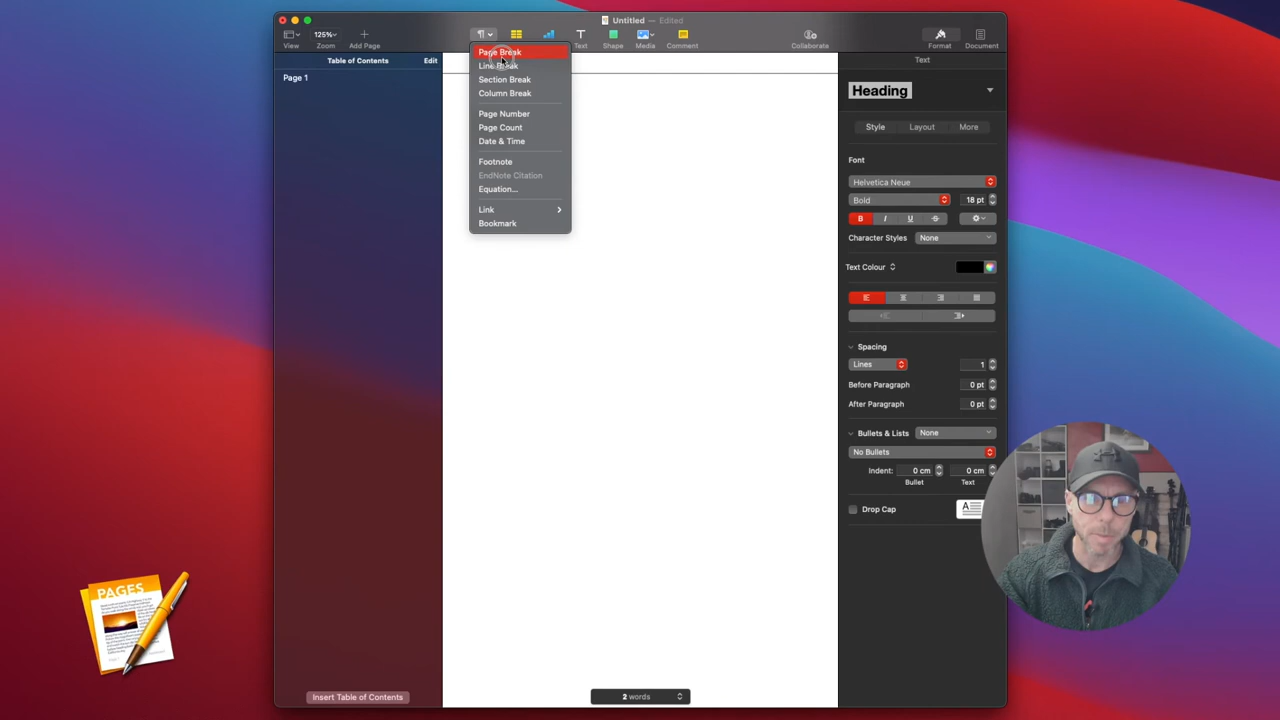 Untitled — Edited
125%
View
Zoom
Add Page
Text
Shape
Media
Comment
Collaborate
Format
Document
Table of Contents
Edit
Page 1
Page Break
Line Break
Section Break
Column Break
Page Number
Page Count
Date & Time
Footnote
EndNote Citation
Equation...
Link
Bookmark
Text
Heading
Style
Layout
More
Font
Helvetica Neue
Bold
18 pt
B
I
U
S
Character Styles
None
Text Colour
Spacing
Lines
1
Before Paragraph
0 pt
After Paragraph
0 pt
Bullets & Lists
None
No Bullets
Indent:
0 cm
0 cm
Bullet
Text
Drop Cap
A
PAGES
Insert Table of Contents
2 words